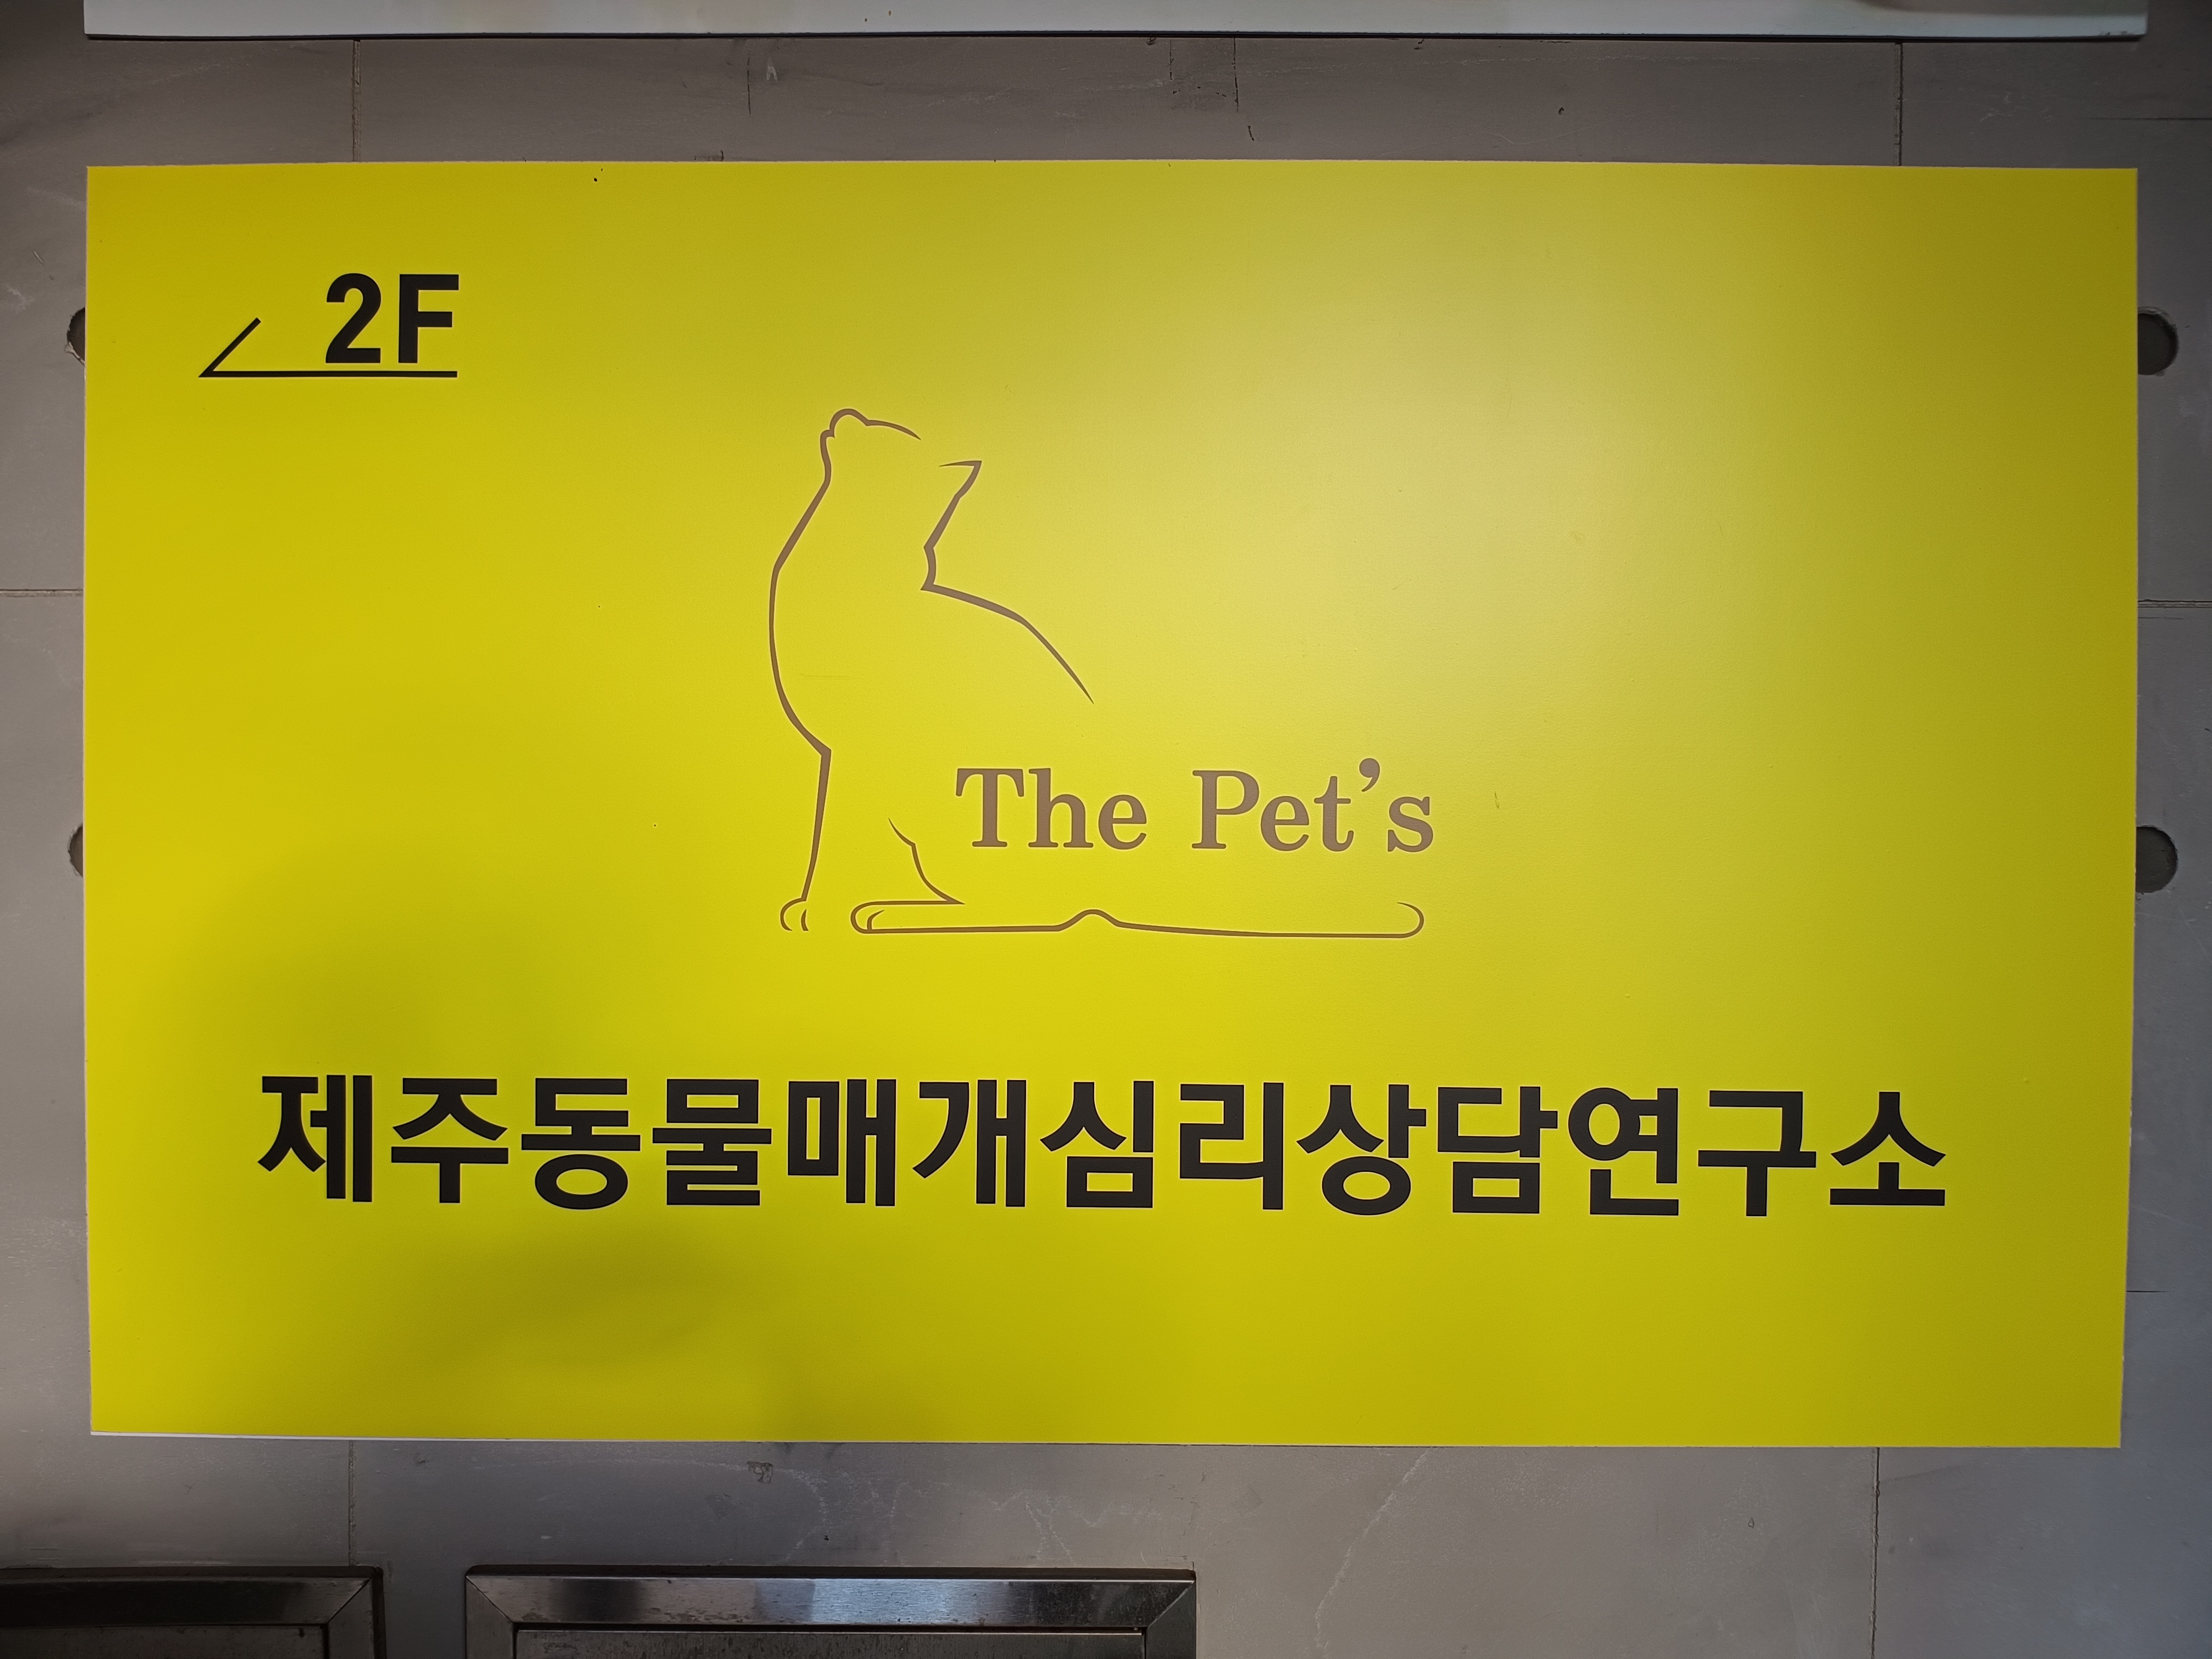 2F
The Pet’s
제주동물매개심리상담연구소